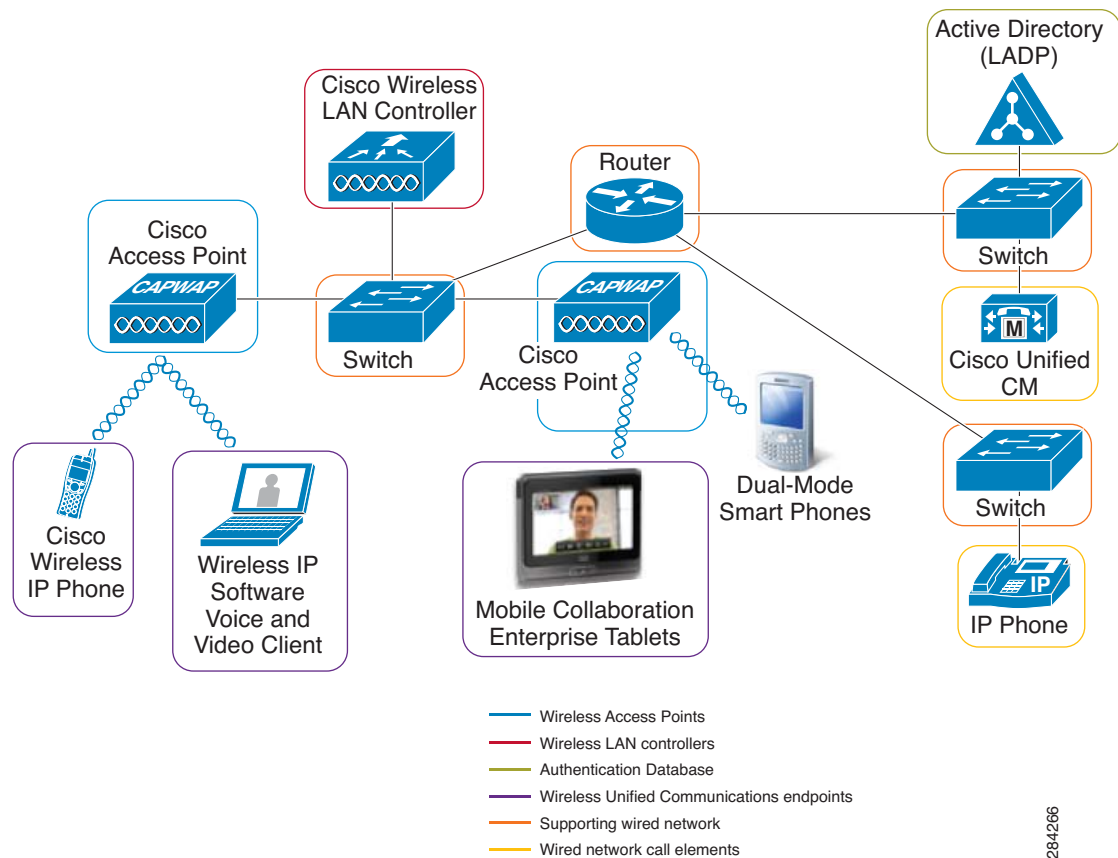 Active Directory
(LADP)
Cisco Wireless
LAN Controller
Router
Cisco
Access Point
CAPWAP
Switch
CAPWAP
Cisco
Access Point
Switch
M
Cisco Unified
CM
Dual-Mode
Smart Phones
Switch
Cisco
Wireless
IP Phone
Wireless IP
Software
Voice and
Video Client
Mobile Collaboration
Enterprise Tablets
IP
IP Phone
Wireless Access Points
Wireless LAN controllers
Authentication Database
Wireless Unified Communications endpoints
Supporting wired network
Wired network call elements
284266